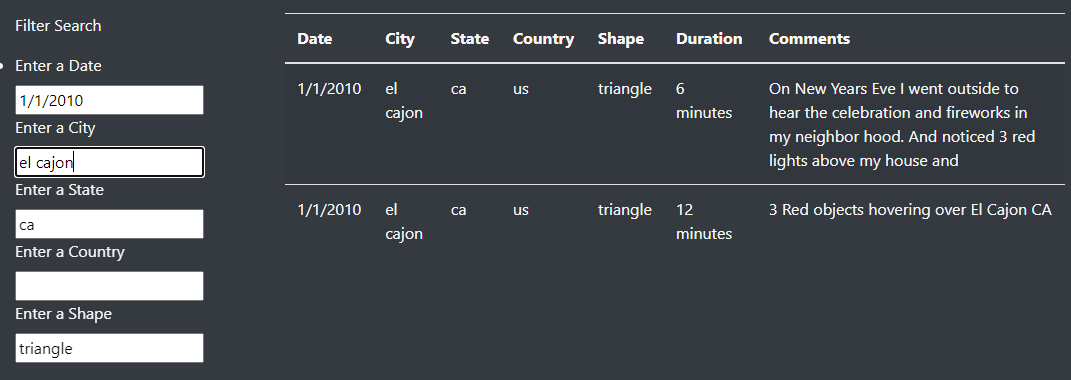 Filter Search
Enter a Date
1/1/2010
Enter a City
el cajon
Enter a State
ca
Enter a Country
Enter a Shape
triangle
Date City State Country Shape Duration Comments
1/1/2010 el cajon ca us triangle 6 minutes On New Years Eve I went outside to
hear the celebration and fireworks in
my neighbor hood. And noticed 3 red
lights above my house and
1/1/2010 el cajon ca us triangle 12 minutes 3 Red objects hovering over El Cajon CA